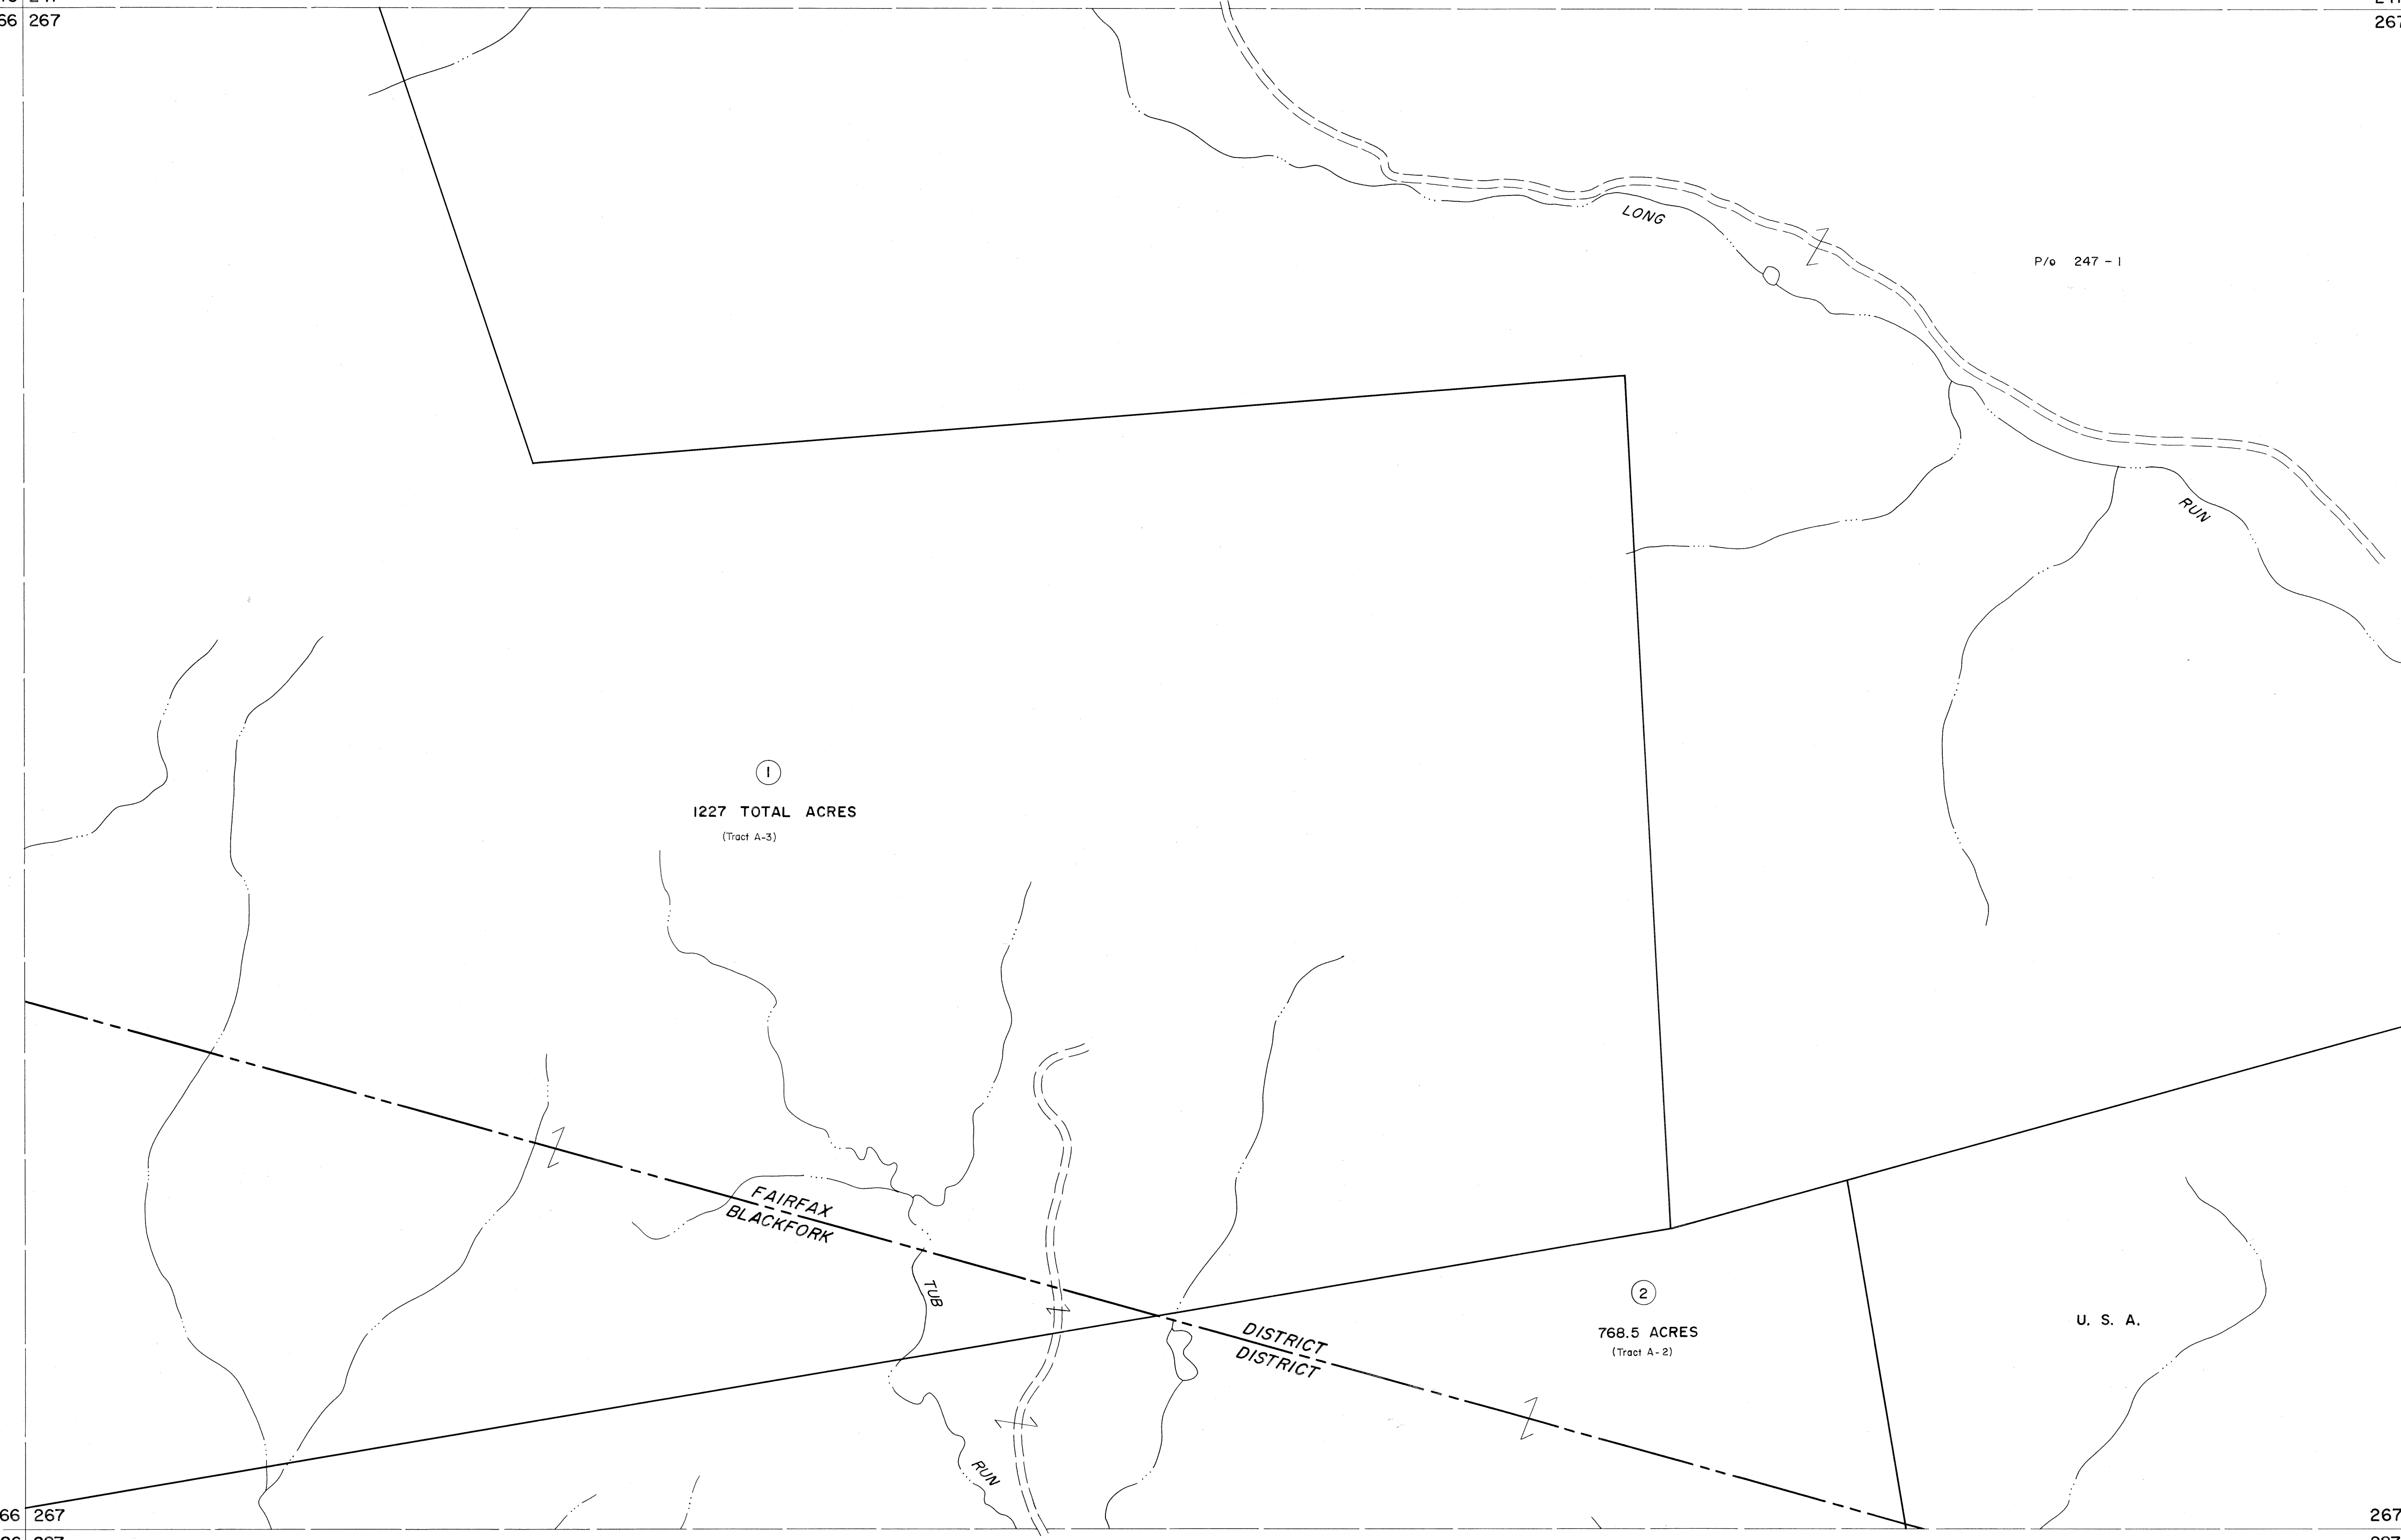 66 267
267
LONG
P/o 247-1
RUN
1
1227 TOTAL ACRES
(Tract A-3)
FAIRFAX DISTRICT
BLACKFORK DISTRICT
TUB
RUN
2
768.5 ACRES
(Tract A-2)
U. S. A.
66 267
267